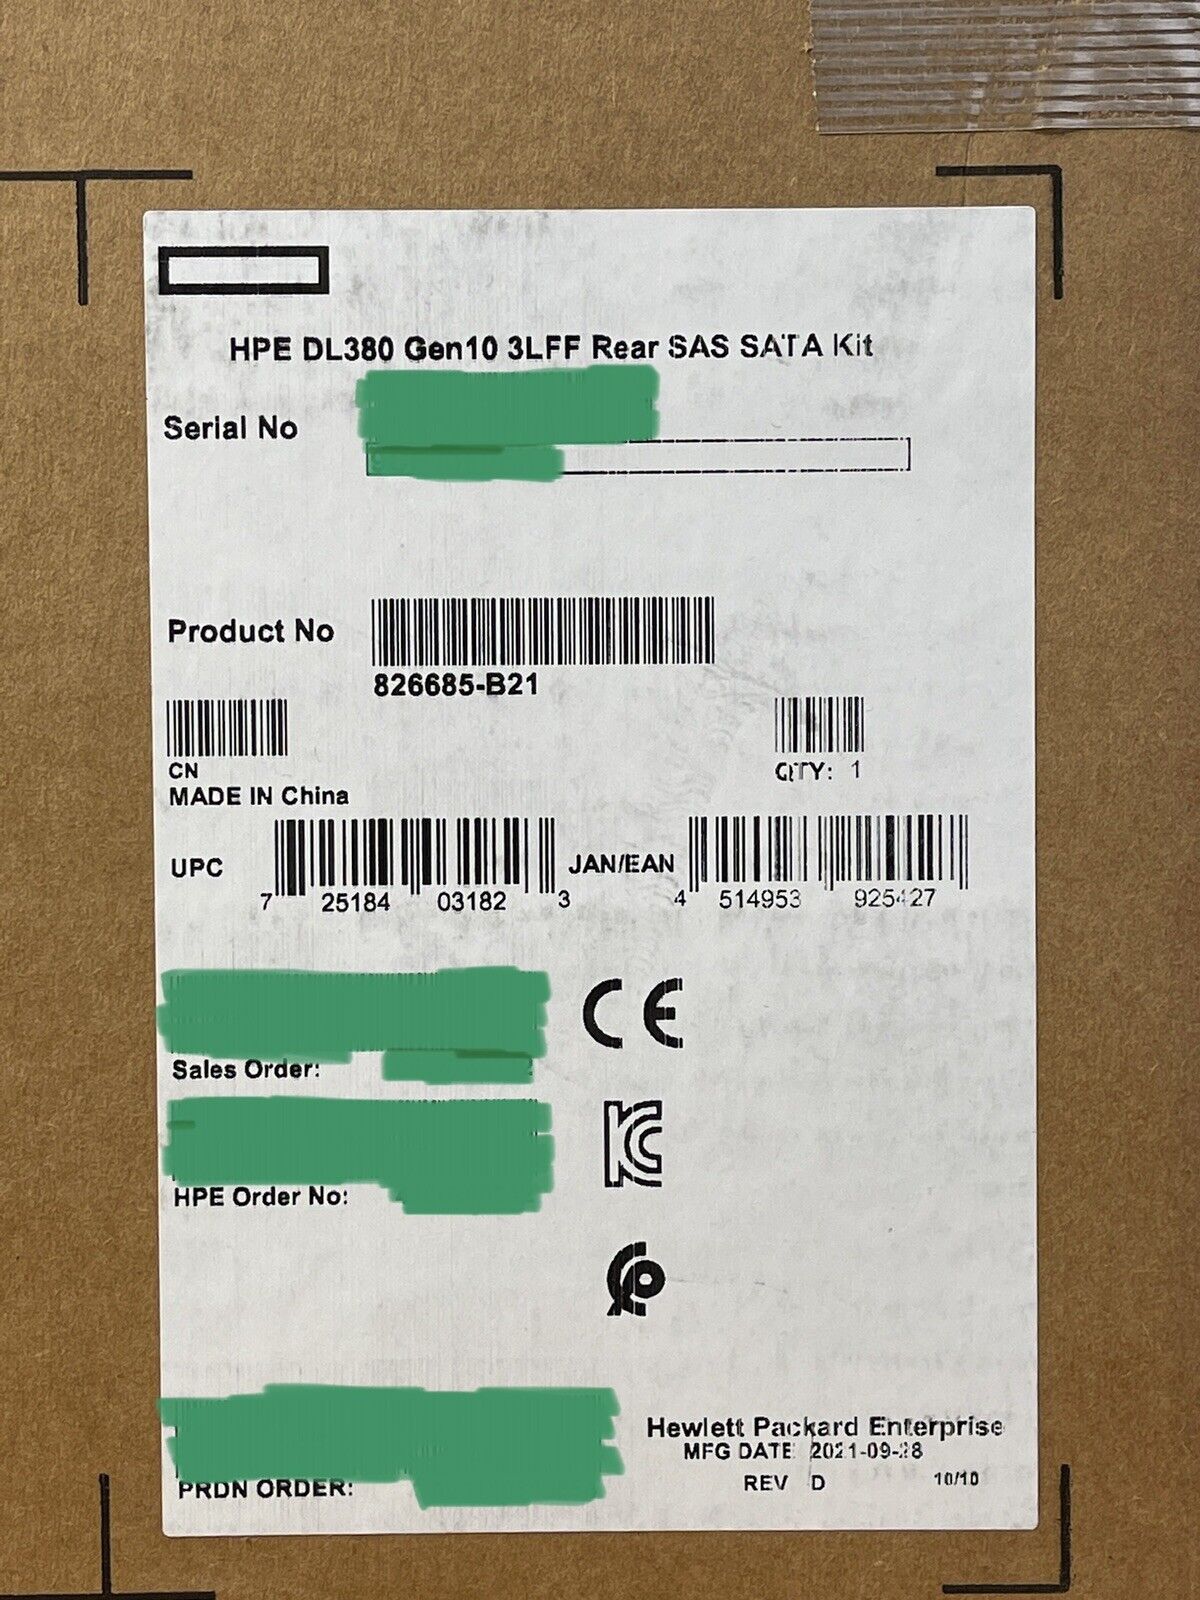 HPE DL380 Gen10 3LFF Rear SAS SATA Kit
Serial No
Product No
826685-B21
CN
QTY: 1
MADE IN China
UPC
7 25184 03182 3
JAN/EAN
4 514953 925427
CE
Sales Order:
KC
HPE Order No:
Hewlett Packard Enterprise
MFG DATE 2021-09-28
REV D
10/10
PRDN ORDER: